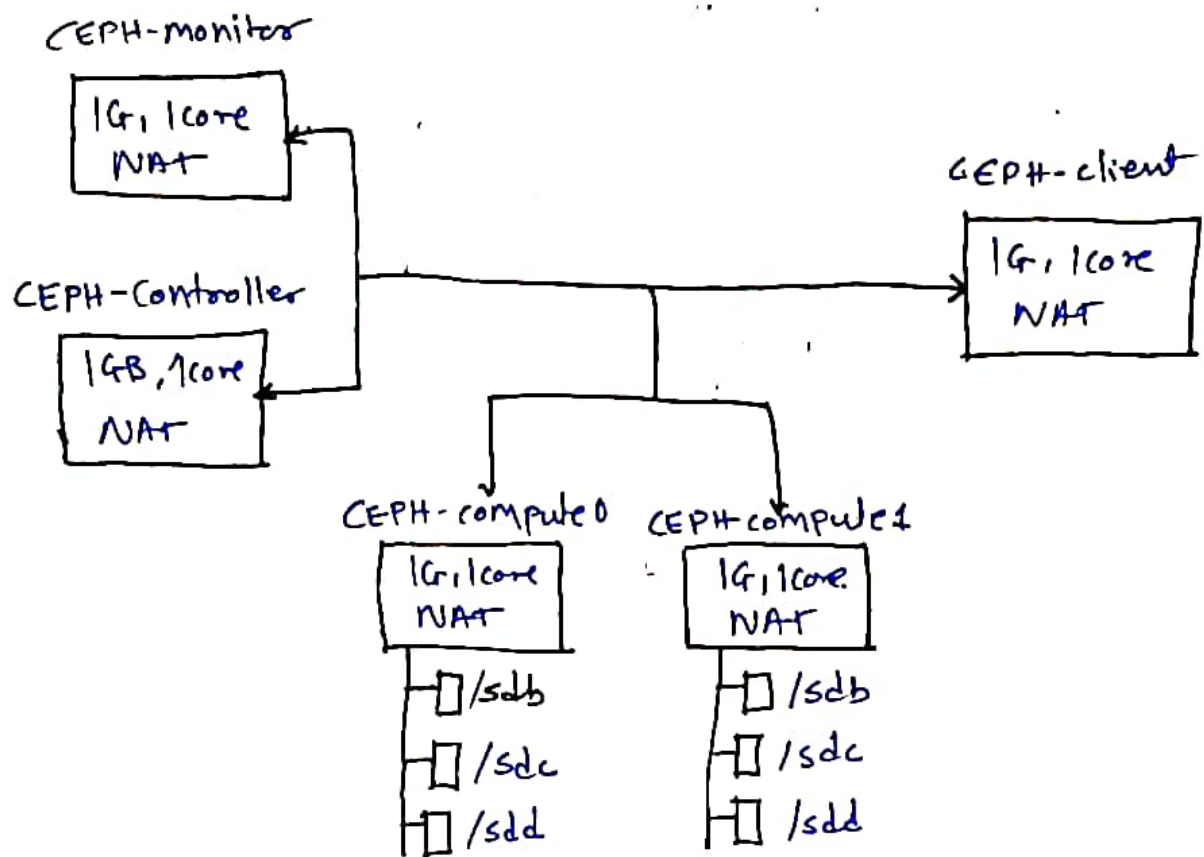 CEPH-monitor
1G, 1core
NAT
CEPH-client
1G, 1core
NAT
CEPH-Controller
1GB, 1core
NAT
CEPH-compute0
1G, 1core
NAT
/sdb
/sdc
/sdd
CEPH-compute1
1G, 1core.
NAT
/sdb
/sdc
/sdd